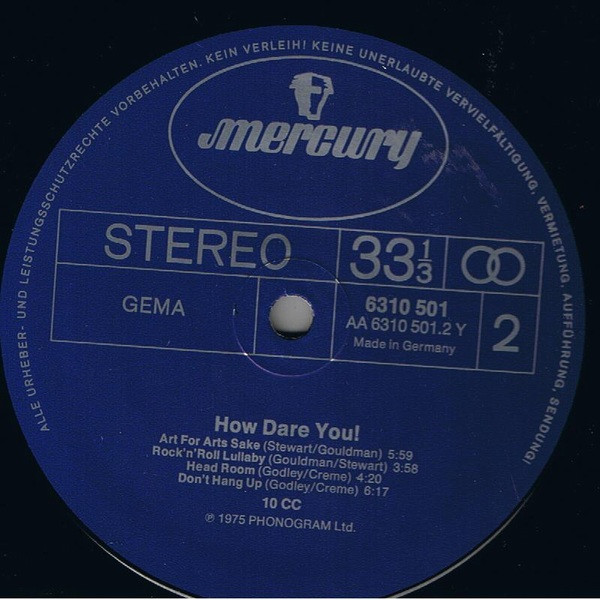 ALLE URHEBER- UND LEISTUNGSSCHUTZRECHTE VORBEHALTEN. KEIN VERLEIH! KEINE UNERLAUBTE VERVIELFÄLTIGUNG, VERMIETUNG, AUFFÜHRUNG, SENDUNG!
mercury
STEREO
33 1/3
GEMA
6310 501
AA 6310 501.2 Y
Made in Germany
2
How Dare You!
Art For Arts Sake (Stewart/Gouldman) 5:59
Rock'n'Roll Lullaby (Gouldman/Stewart) 3:58
Head Room (Godley/Creme) 4:20
Don't Hang Up (Godley/Creme) 6:17
10 CC
℗ 1975 PHONOGRAM Ltd.